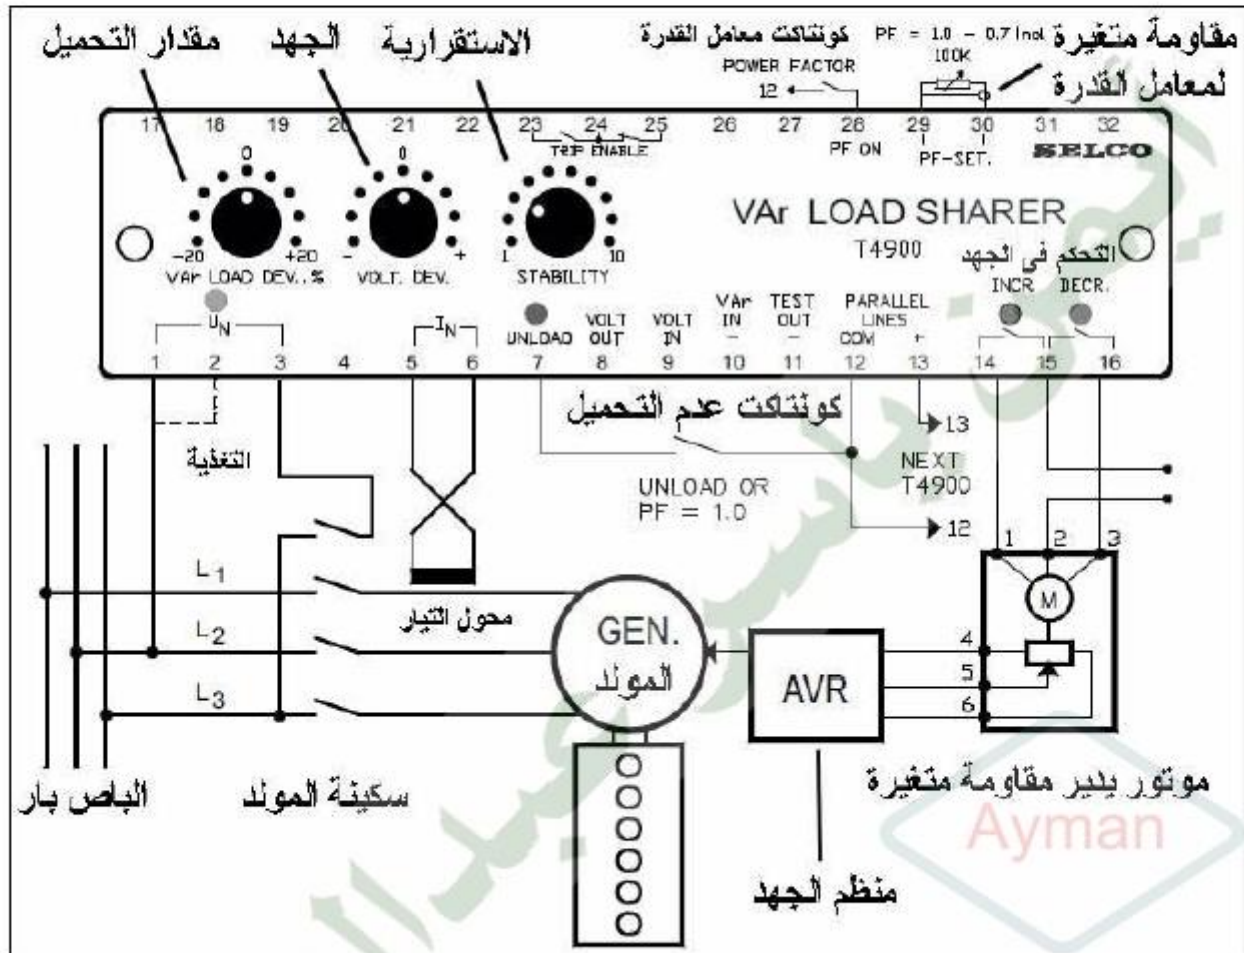 مقدار التحميل
الجهد
الاستقرارية
كونتاكت معامل القدرة
POWER FACTOR
12
PF = 1.0 - 0.7 Ind
100K
مقاومة متغيرة
لمعامل القدرة
17 18 19 20 21 22 23 24 25 26 27 28 29 30 31 32
TRIP ENABLE
PF ON
PF-SET.
SELCO
0
0
VAr LOAD SHARER
T4900
-20 +20
- +
1 10
VAr LOAD DEV..%
VOLT. DEV.
STABILITY
التحكم في الجهد
INCR DECR.
UN
IN
UNLOAD
VOLT OUT
VOLT IN
VAr IN -
TEST OUT -
PARALLEL LINES
COM +
1 2 3 4 5 6 7 8 9 10 11 12 13 14 15 16
التغذية
كونتاكت عدم التحميل
13
NEXT
T4900
UNLOAD OR
PF = 1.0
12
1 2 3
L1
L2
L3
محول التيار
GEN.
المولد
AVR
M
4
5
6
الباص بار
سكينة المولد
موتور يدير مقاومة متغيرة
Ayman
منظم الجهد